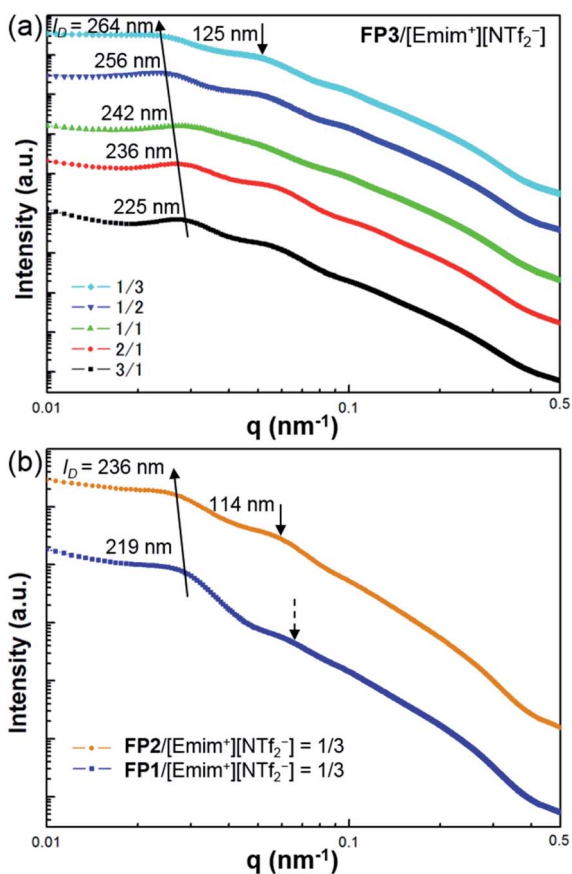 (a)
I_D = 264 nm
125 nm
FP3/[Emim⁺][NTf₂⁻]
256 nm
242 nm
236 nm
225 nm
1/3
1/2
1/1
2/1
3/1
Intensity (a.u.)
0.01
0.1
0.5
q (nm⁻¹)
(b)
I_D = 236 nm
114 nm
219 nm
FP2/[Emim⁺][NTf₂⁻] = 1/3
FP1/[Emim⁺][NTf₂⁻] = 1/3
Intensity (a.u.)
0.01
0.1
0.5
q (nm⁻¹)